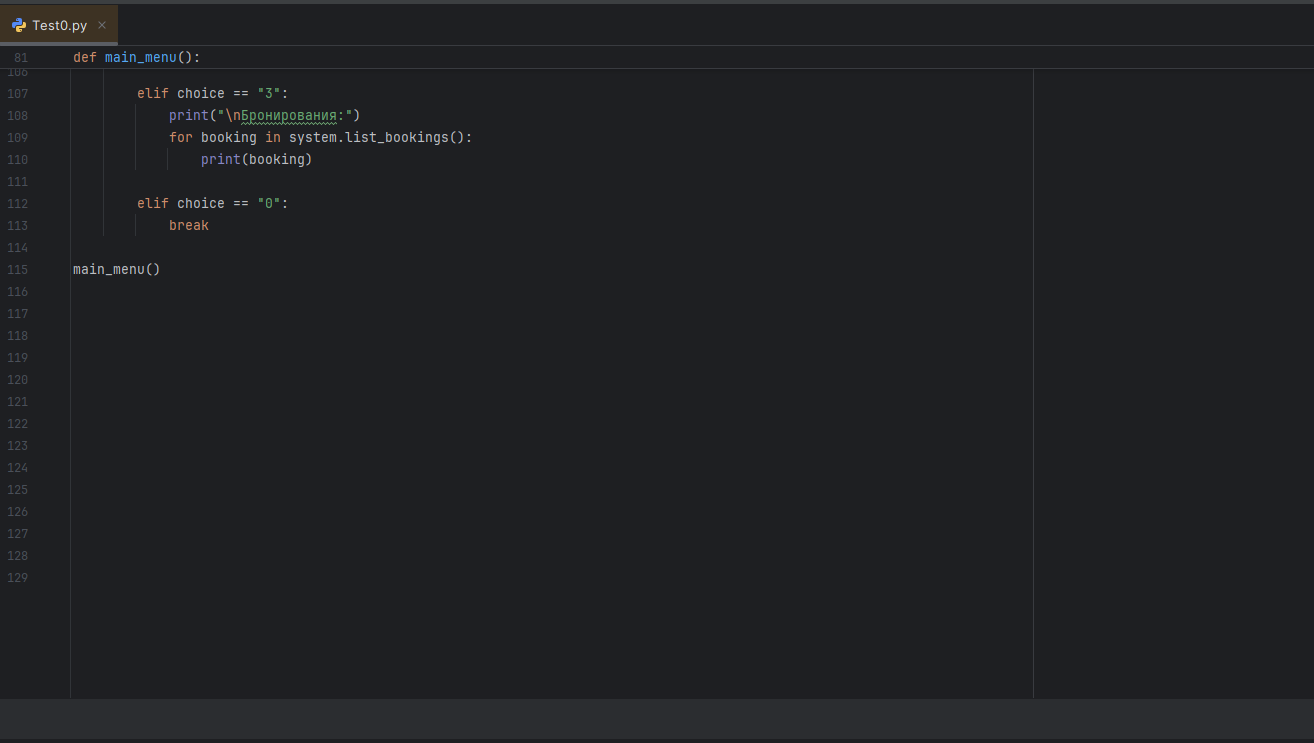 Test0.py
81 def main_menu():
106
107 elif choice == "3":
108 print("\nБронирования:")
109 for booking in system.list_bookings():
110 print(booking)
111
112 elif choice == "0":
113 break
114
115 main_menu()
116
117
118
119
120
121
122
123
124
125
126
127
128
129